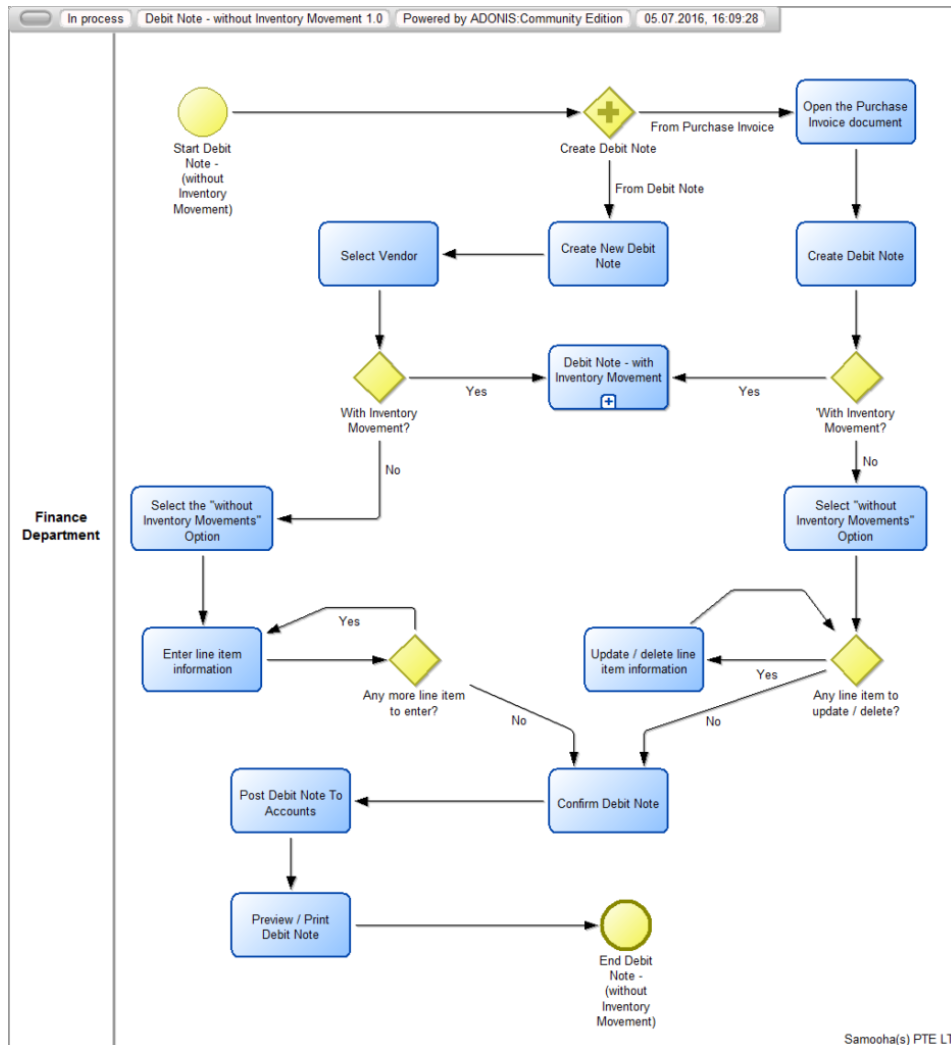 In process
Debit Note - without Inventory Movement 1.0
Powered by ADONIS:Community Edition
05.07.2016, 16:09:28
Finance
Department
Start Debit
Note -
(without
Inventory
Movement)
Create Debit Note
From Purchase Invoice
Open the Purchase
Invoice document
From Debit Note
Select Vendor
Create New Debit
Note
Create Debit Note
With Inventory
Movement?
Yes
Debit Note - with
Inventory Movement
Yes
'With Inventory
Movement?
No
No
Select the "without
Inventory Movements"
Option
Select "without
Inventory Movements"
Option
Enter line item
information
Yes
Any more line item
to enter?
No
Update / delete line
item information
Yes
Any line item to
update / delete?
No
Post Debit Note To
Accounts
Confirm Debit Note
Preview / Print
Debit Note
End Debit
Note -
(without
Inventory
Movement)
Samooha(s) PTE LT